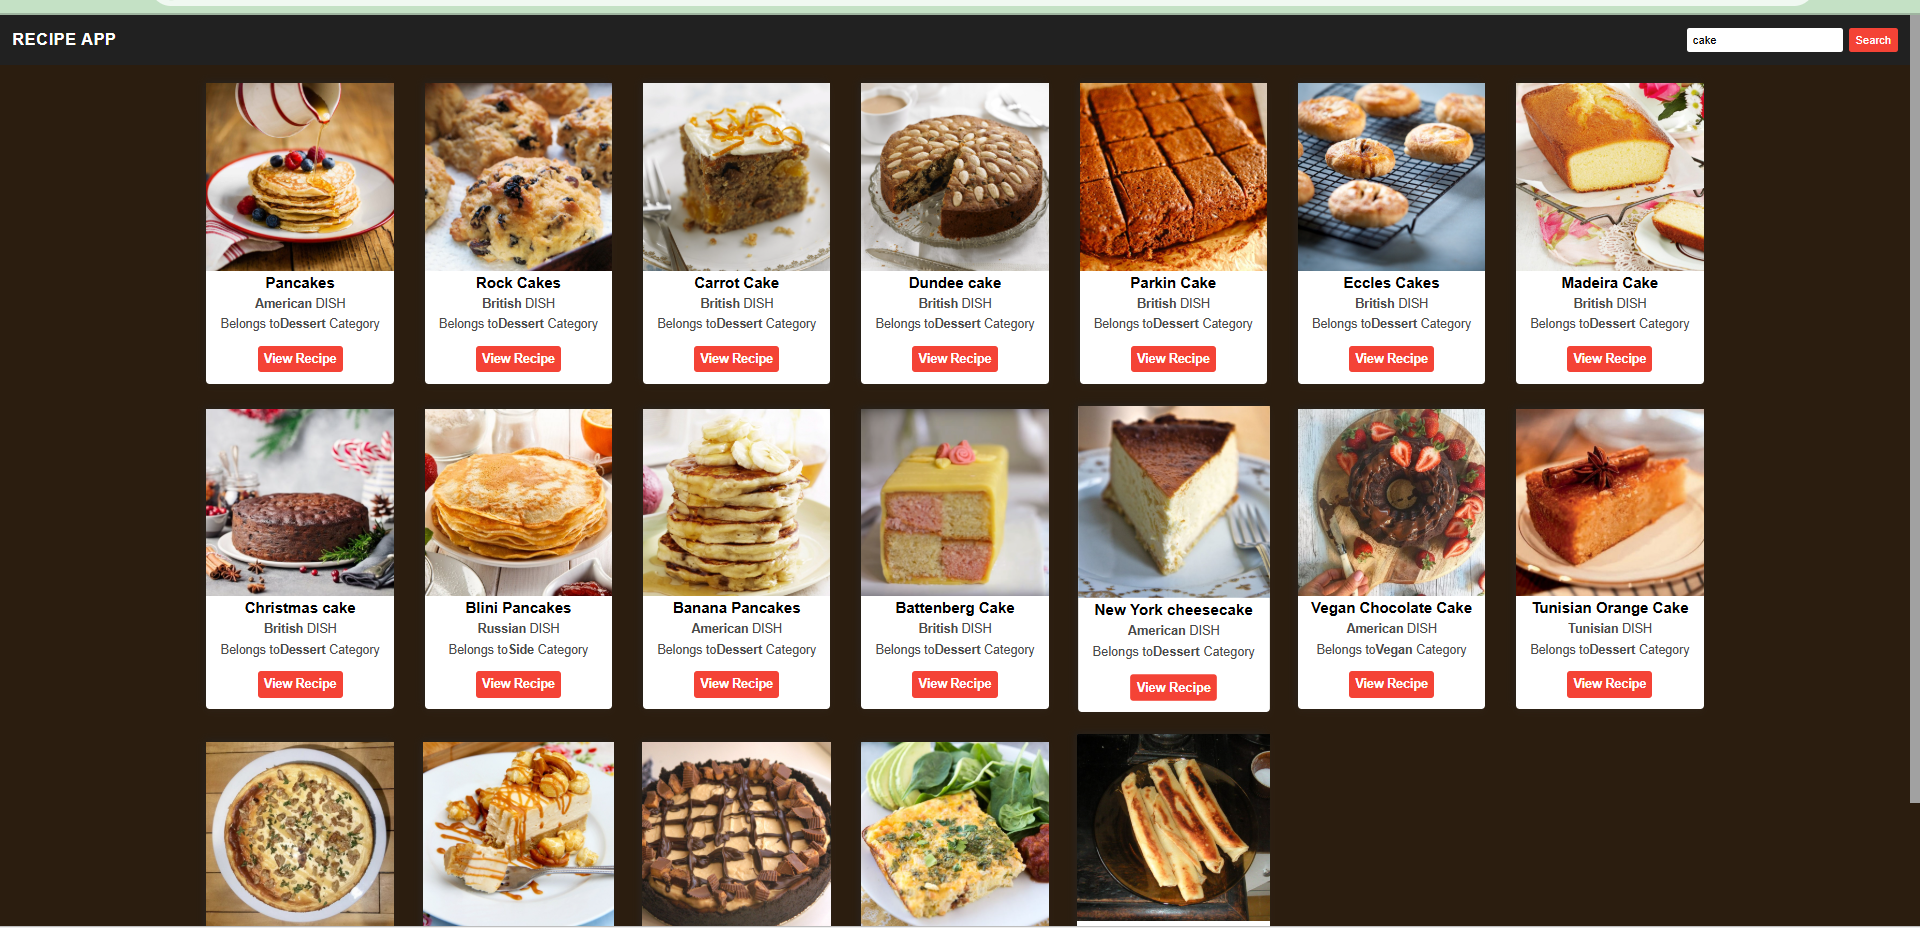 RECIPE APP
cake
Search
Pancakes
American DISH
Belongs toDessert Category
View Recipe
Rock Cakes
British DISH
Belongs toDessert Category
View Recipe
Carrot Cake
British DISH
Belongs toDessert Category
View Recipe
Dundee cake
British DISH
Belongs toDessert Category
View Recipe
Parkin Cake
British DISH
Belongs toDessert Category
View Recipe
Eccles Cakes
British DISH
Belongs toDessert Category
View Recipe
Madeira Cake
British DISH
Belongs toDessert Category
View Recipe
Christmas cake
British DISH
Belongs toDessert Category
View Recipe
Blini Pancakes
Russian DISH
Belongs toSide Category
View Recipe
Banana Pancakes
American DISH
Belongs toDessert Category
View Recipe
Battenberg Cake
British DISH
Belongs toDessert Category
View Recipe
New York cheesecake
American DISH
Belongs toDessert Category
View Recipe
Vegan Chocolate Cake
American DISH
Belongs toVegan Category
View Recipe
Tunisian Orange Cake
Tunisian DISH
Belongs toDessert Category
View Recipe